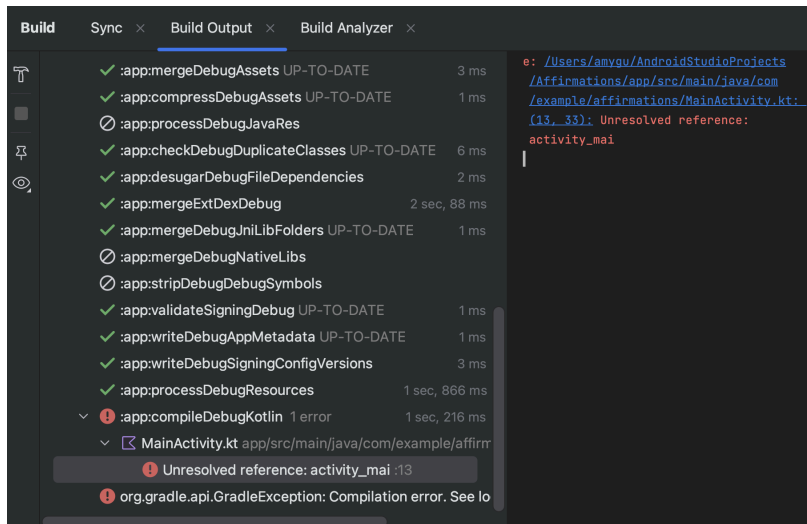 Build Sync × Build Output × Build Analyzer ×
:app:mergeDebugAssets UP-TO-DATE 3 ms
:app:compressDebugAssets UP-TO-DATE 1 ms
:app:processDebugJavaRes
:app:checkDebugDuplicateClasses UP-TO-DATE 6 ms
:app:desugarDebugFileDependencies 2 ms
:app:mergeExtDexDebug 2 sec, 88 ms
:app:mergeDebugJniLibFolders UP-TO-DATE 1 ms
:app:mergeDebugNativeLibs
:app:stripDebugDebugSymbols
:app:validateSigningDebug UP-TO-DATE 1 ms
:app:writeDebugAppMetadata UP-TO-DATE 1 ms
:app:writeDebugSigningConfigVersions 3 ms
:app:processDebugResources 1 sec, 866 ms
:app:compileDebugKotlin 1 error 1 sec, 216 ms
MainActivity.kt app/src/main/java/com/example/affirm
Unresolved reference: activity_mai :13
org.gradle.api.GradleException: Compilation error. See lo
e: /Users/amygu/AndroidStudioProjects
/Affirmations/app/src/main/java/com
/example/affirmations/MainActivity.kt:
(13, 33): Unresolved reference:
activity_mai